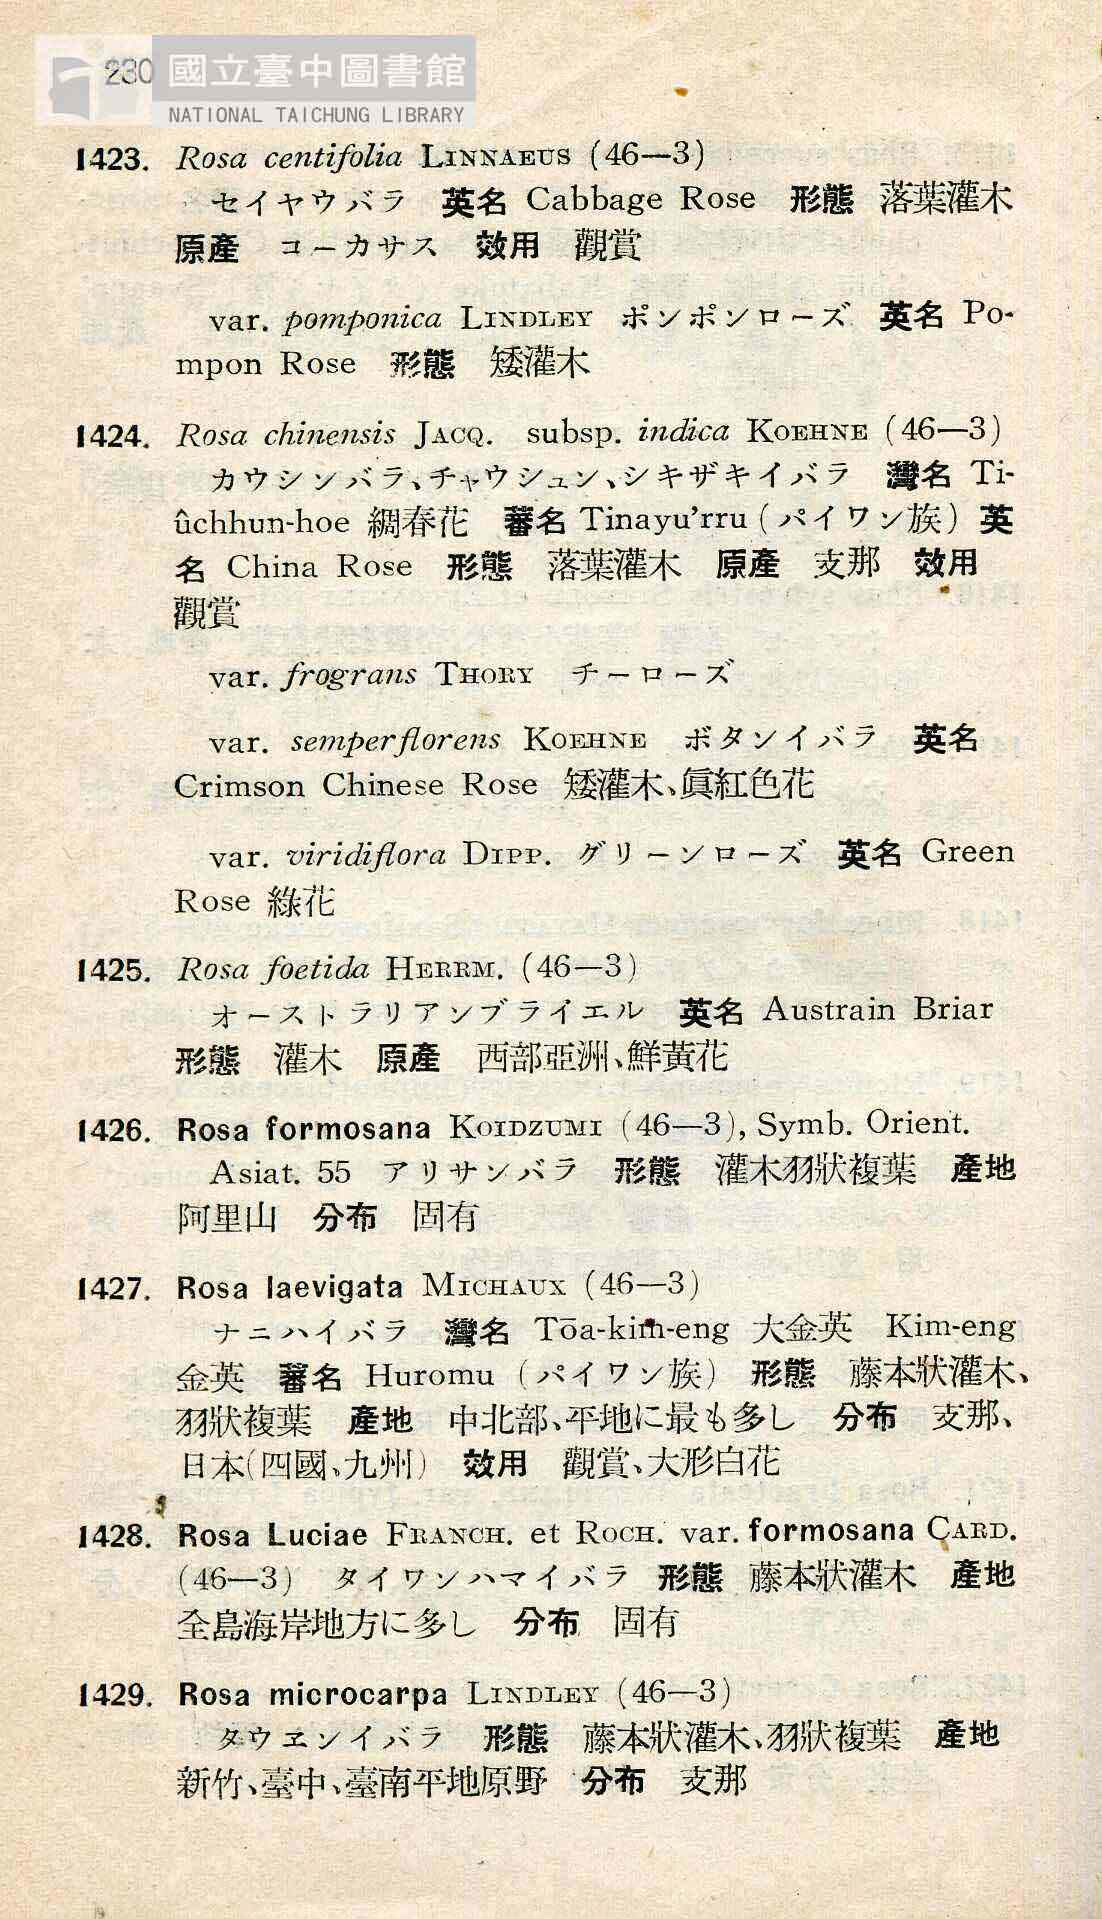 230
國立臺中圖書館
NATIONAL TAICHUNG LIBRARY
1423. Rosa centifolia LINNAEUS (46—3)
セイヤウバラ 英名 Cabbage Rose 形態 落葉灌木
原產 コーカサス 效用 觀賞
var. pomponica LINDLEY ポンポンローズ 英名 Po-
mpon Rose 形態 矮灌木
1424. Rosa chinensis JACQ. subsp. indica KOEHNE (46—3)
カウシンバラ、チャウシュン、シキザキイバラ 灣名 Ti-
ûchhun-hoe 綢春花 蕃名 Tinayu'rru (パイワン族) 英
名 China Rose 形態 落葉灌木 原產 支那 效用
觀賞
var. frograns THORY チーローズ
var. semperflorens KOEHNE ボタンイバラ 英名
Crimson Chinese Rose 矮灌木、眞紅色花
var. viridiflora DIPP. グリーンローズ 英名 Green
Rose 綠花
1425. Rosa foetida HERRM. (46—3)
オーストラリアンブライエル 英名 Austrain Briar
形態 灌木 原產 西部亞洲、鮮黃花
1426. Rosa formosana KOIDZUMI (46—3), Symb. Orient.
Asiat. 55 アリサンバラ 形態 灌木羽狀複葉 產地
阿里山 分布 固有
1427. Rosa laevigata MICHAUX (46—3)
ナニハイバラ 灣名 Tōa-kim-eng 大金英 Kim-eng
金英 蕃名 Huromu (パイワン族) 形態 藤本狀灌木、
羽狀複葉 產地 中北部、平地に最も多し 分布 支那、
日本(四國、九州) 效用 觀賞、大形白花
1428. Rosa Luciae FRANCH. et ROCH. var. formosana CARD.
(46—3) タイワンハマイバラ 形態 藤本狀灌木 產地
全島海岸地方に多し 分布 固有
1429. Rosa microcarpa LINDLEY (46—3)
タウヱンイバラ 形態 藤本狀灌木、羽狀複葉 產地
新竹、臺中、臺南平地原野 分布 支那